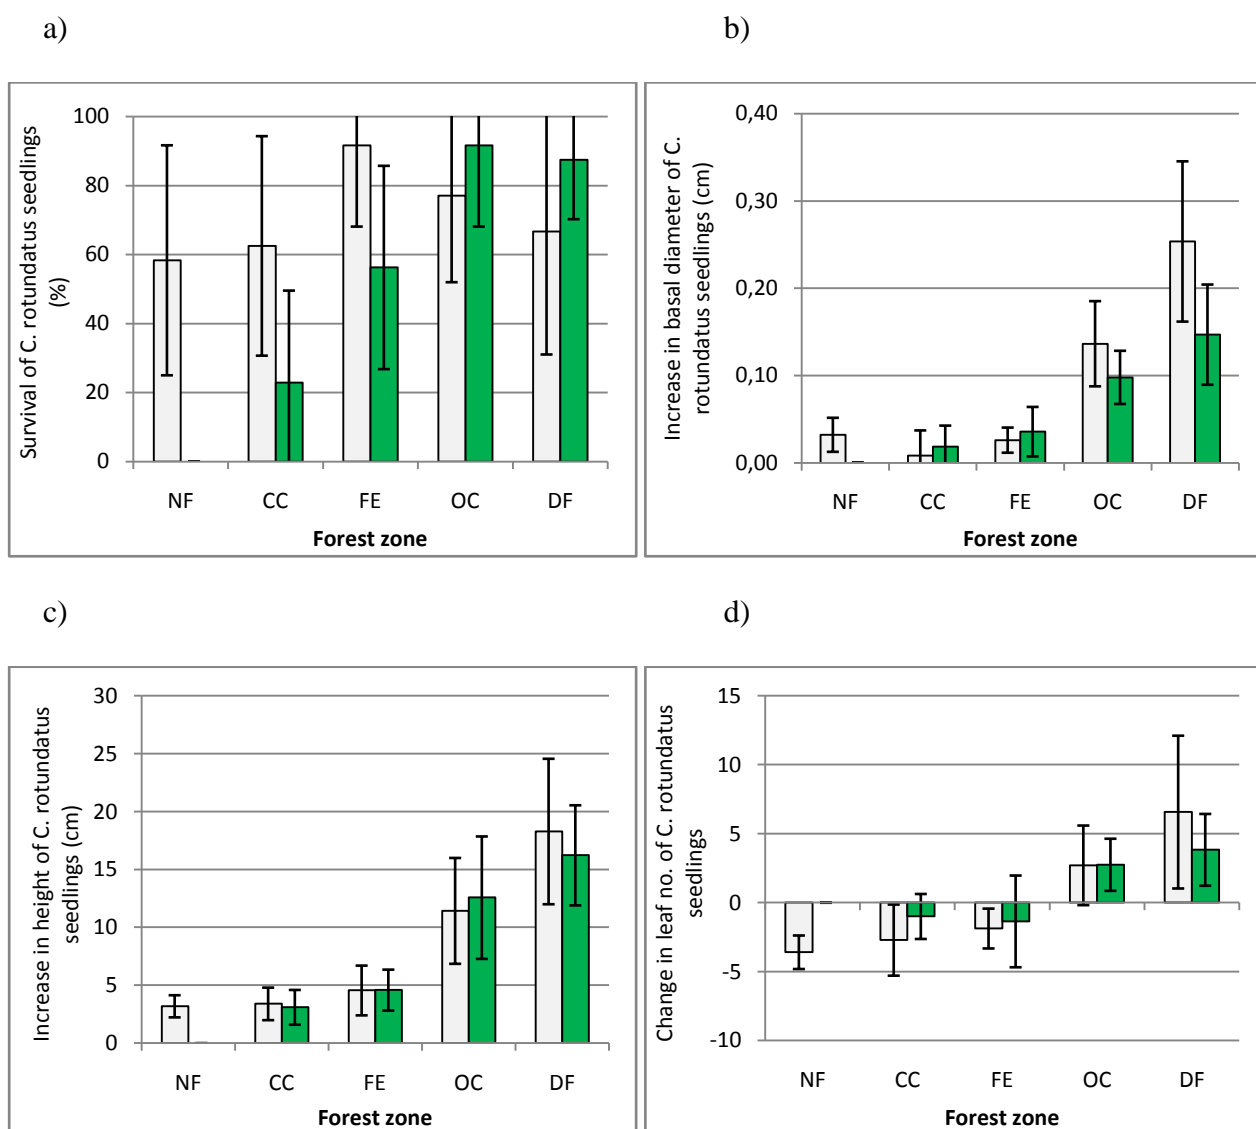 a)
Survival of C. rotundatus seedlings
(%)
100
80
60
40
20
0
NF CC FE OC DF
Forest zone
b)
Increase in basal diameter of C.
rotundatus seedlings (cm)
0,40
0,30
0,20
0,10
0,00
NF CC FE OC DF
Forest zone
c)
Increase in height of C. rotundatus
seedlings (cm)
30
25
20
15
10
5
0
NF CC FE OC DF
Forest zone
d)
Change in leaf no. of C. rotundatus
seedlings
15
10
5
0
-5
-10
NF CC FE OC DF
Forest zone